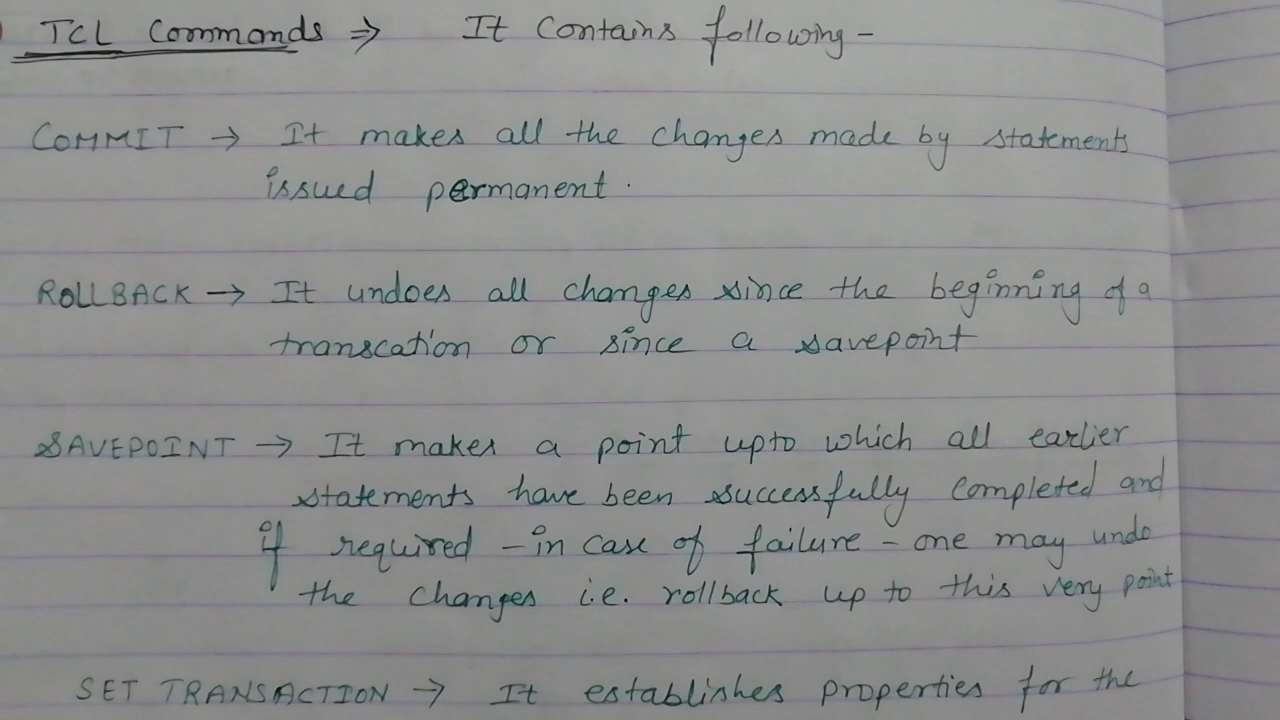 TCL Commands ⇒ It Contains following -
COMMIT → It makes all the changes made by statements
issued permanent.
ROLLBACK → It undoes all changes since the beginning of a
transcation or since a savepoint
SAVEPOINT → It makes a point upto which all earlier
statements have been successfully completed and
if required - in case of failure - one may undo
the changes i.e. rollback up to this very point
SET TRANSACTION → It establishes properties for the